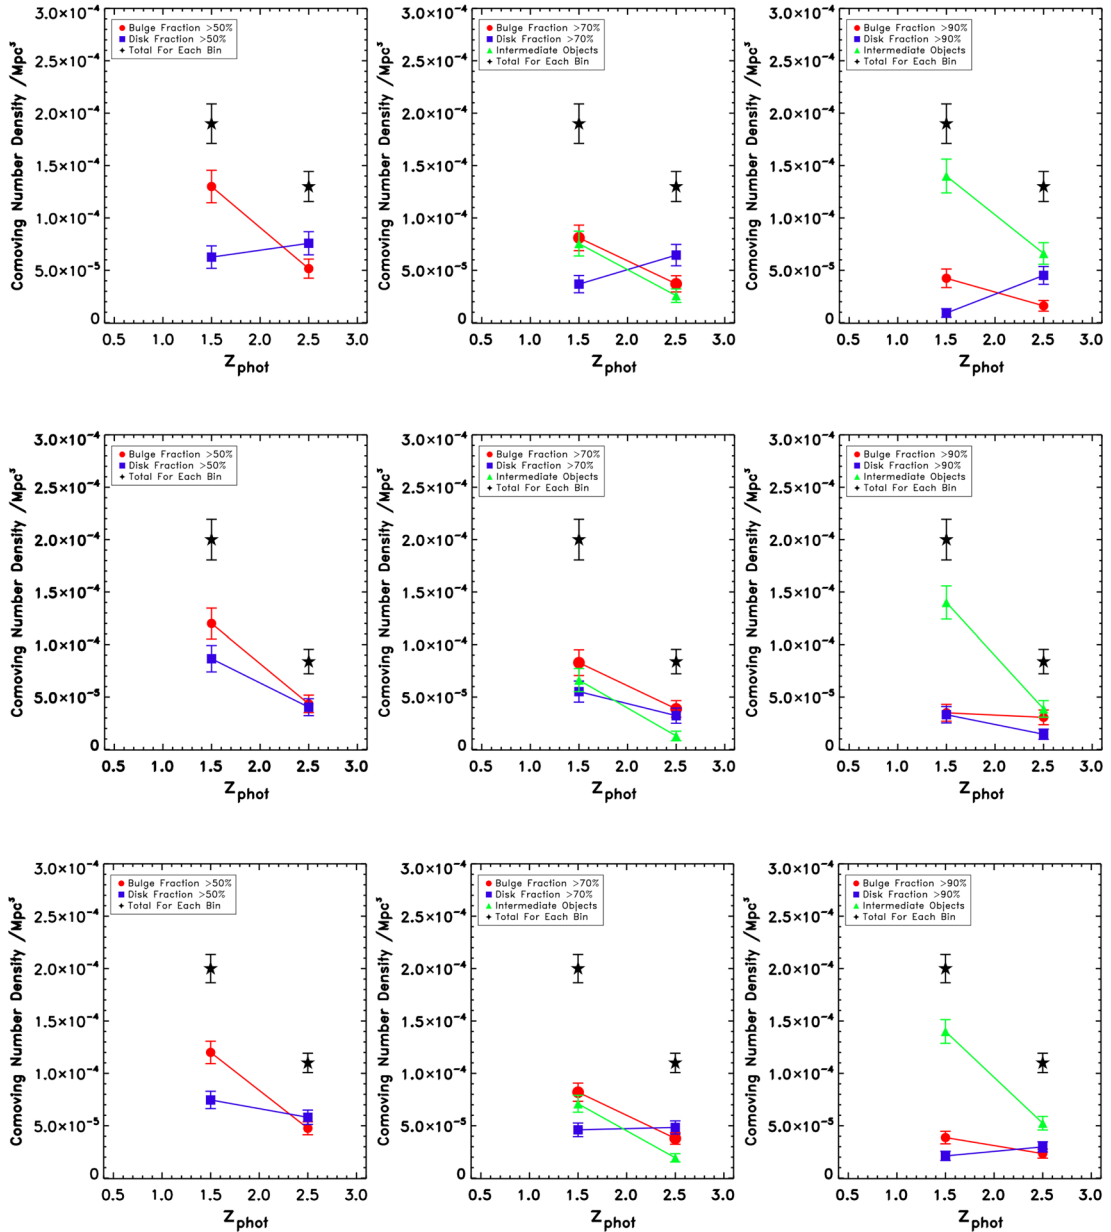 3.0×10⁻⁴
2.5×10⁻⁴
2.0×10⁻⁴
1.5×10⁻⁴
1.0×10⁻⁴
5.0×10⁻⁵
0
Comoving Number Density /Mpc³
Bulge Fraction >50%
Disk Fraction >50%
Total For Each Bin
0.5 1.0 1.5 2.0 2.5 3.0
Zphot
3.0×10⁻⁴
2.5×10⁻⁴
2.0×10⁻⁴
1.5×10⁻⁴
1.0×10⁻⁴
5.0×10⁻⁵
0
Comoving Number Density /Mpc³
Bulge Fraction >70%
Disk Fraction >70%
Intermediate Objects
Total For Each Bin
0.5 1.0 1.5 2.0 2.5 3.0
Zphot
3.0×10⁻⁴
2.5×10⁻⁴
2.0×10⁻⁴
1.5×10⁻⁴
1.0×10⁻⁴
5.0×10⁻⁵
0
Comoving Number Density /Mpc³
Bulge Fraction >90%
Disk Fraction >90%
Intermediate Objects
Total For Each Bin
0.5 1.0 1.5 2.0 2.5 3.0
Zphot
3.0×10⁻⁴
2.5×10⁻⁴
2.0×10⁻⁴
1.5×10⁻⁴
1.0×10⁻⁴
5.0×10⁻⁵
0
Comoving Number Density /Mpc³
Bulge Fraction >50%
Disk Fraction >50%
Total For Each Bin
0.5 1.0 1.5 2.0 2.5 3.0
Zphot
3.0×10⁻⁴
2.5×10⁻⁴
2.0×10⁻⁴
1.5×10⁻⁴
1.0×10⁻⁴
5.0×10⁻⁵
0
Comoving Number Density /Mpc³
Bulge Fraction >70%
Disk Fraction >70%
Intermediate Objects
Total For Each Bin
0.5 1.0 1.5 2.0 2.5 3.0
Zphot
3.0×10⁻⁴
2.5×10⁻⁴
2.0×10⁻⁴
1.5×10⁻⁴
1.0×10⁻⁴
5.0×10⁻⁵
0
Comoving Number Density /Mpc³
Bulge Fraction >90%
Disk Fraction >90%
Intermediate Objects
Total For Each Bin
0.5 1.0 1.5 2.0 2.5 3.0
Zphot
3.0×10⁻⁴
2.5×10⁻⁴
2.0×10⁻⁴
1.5×10⁻⁴
1.0×10⁻⁴
5.0×10⁻⁵
0
Comoving Number Density /Mpc³
Bulge Fraction >50%
Disk Fraction >50%
Total For Each Bin
0.5 1.0 1.5 2.0 2.5 3.0
Zphot
3.0×10⁻⁴
2.5×10⁻⁴
2.0×10⁻⁴
1.5×10⁻⁴
1.0×10⁻⁴
5.0×10⁻⁵
0
Comoving Number Density /Mpc³
Bulge Fraction >70%
Disk Fraction >70%
Intermediate Objects
Total For Each Bin
0.5 1.0 1.5 2.0 2.5 3.0
Zphot
3.0×10⁻⁴
2.5×10⁻⁴
2.0×10⁻⁴
1.5×10⁻⁴
1.0×10⁻⁴
5.0×10⁻⁵
0
Comoving Number Density /Mpc³
Bulge Fraction >90%
Disk Fraction >90%
Intermediate Objects
Total For Each Bin
0.5 1.0 1.5 2.0 2.5 3.0
Zphot